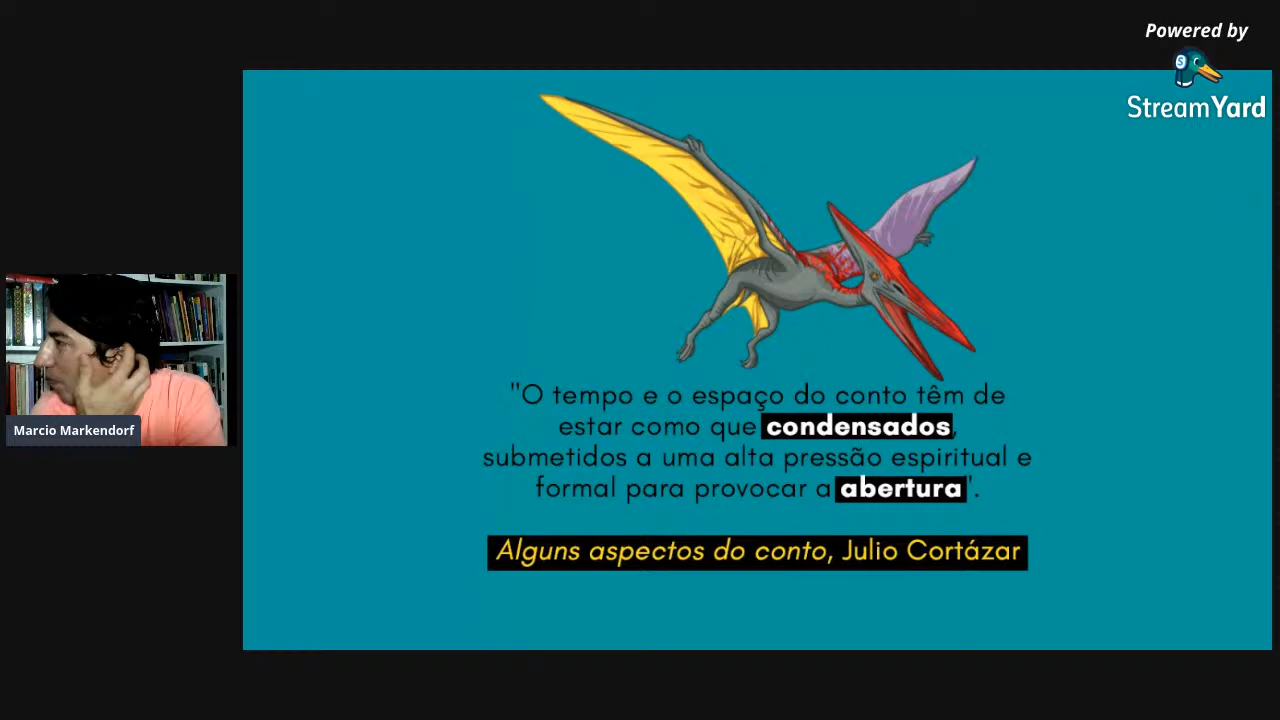 Powered by
StreamYard
"O tempo e o espaço do conto têm de
estar como que condensados,
submetidos a uma alta pressão espiritual e
formal para provocar a abertura".
Alguns aspectos do conto, Julio Cortázar
Marcio Markendorf